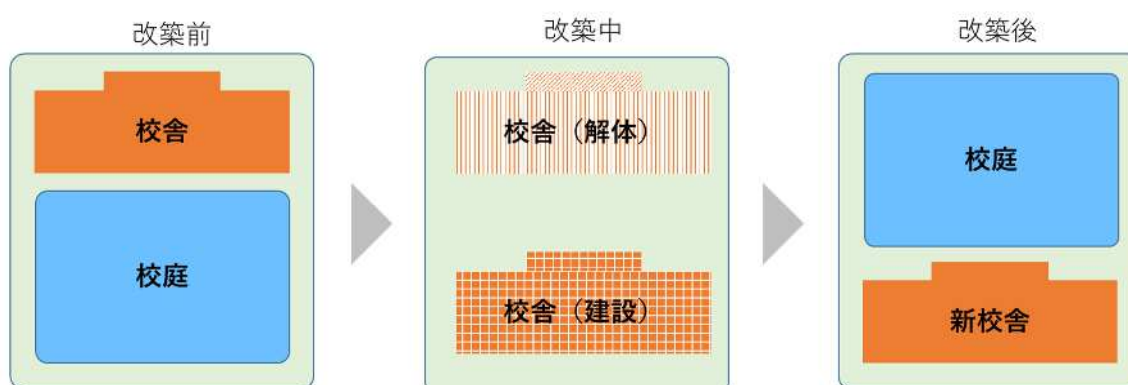 改築前
校舎
校庭
改築中
校舎（解体）
校舎（建設）
改築後
校庭
新校舎